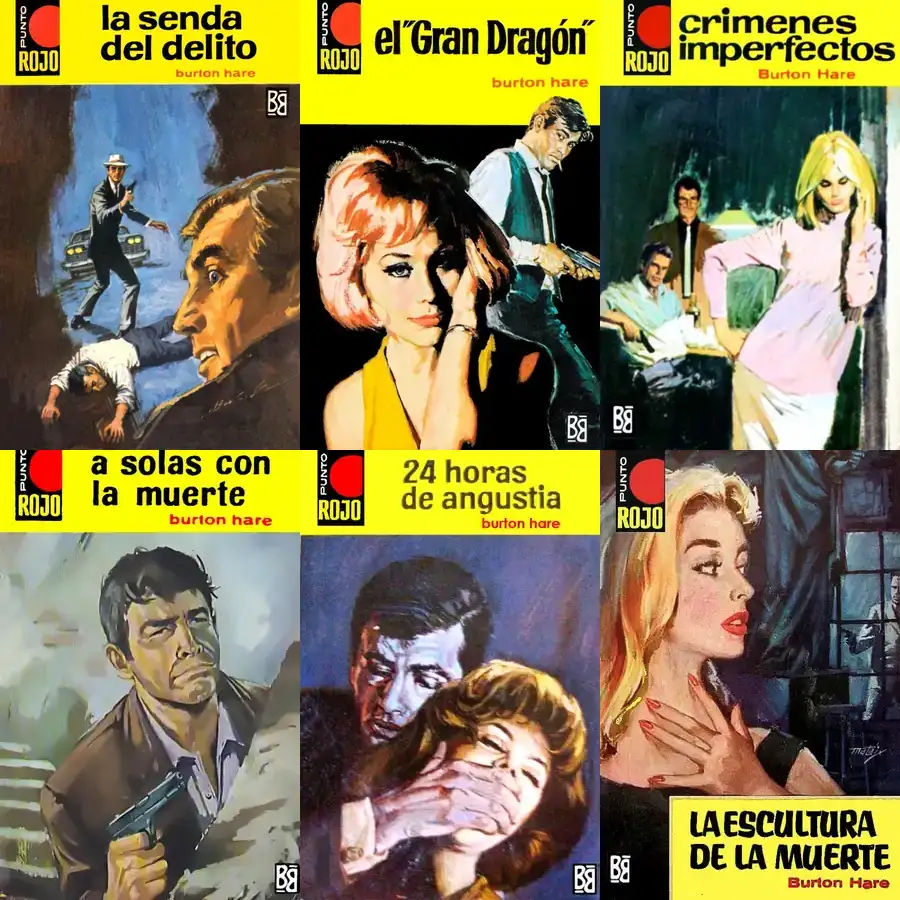 PUNTO
ROJO
la senda
del delito
burton hare
BB
PUNTO
ROJO
el "Gran Dragón"
burton hare
BB
PUNTO
ROJO
crimenes
imperfectos
Burton Hare
BB
PUNTO
ROJO
a solas con
la muerte
burton hare
BB
PUNTO
ROJO
24 horas
de angustia
burton hare
BB
PUNTO
ROJO
mataix
LA ESCULTURA
DE LA MUERTE
Burton Hare
BB